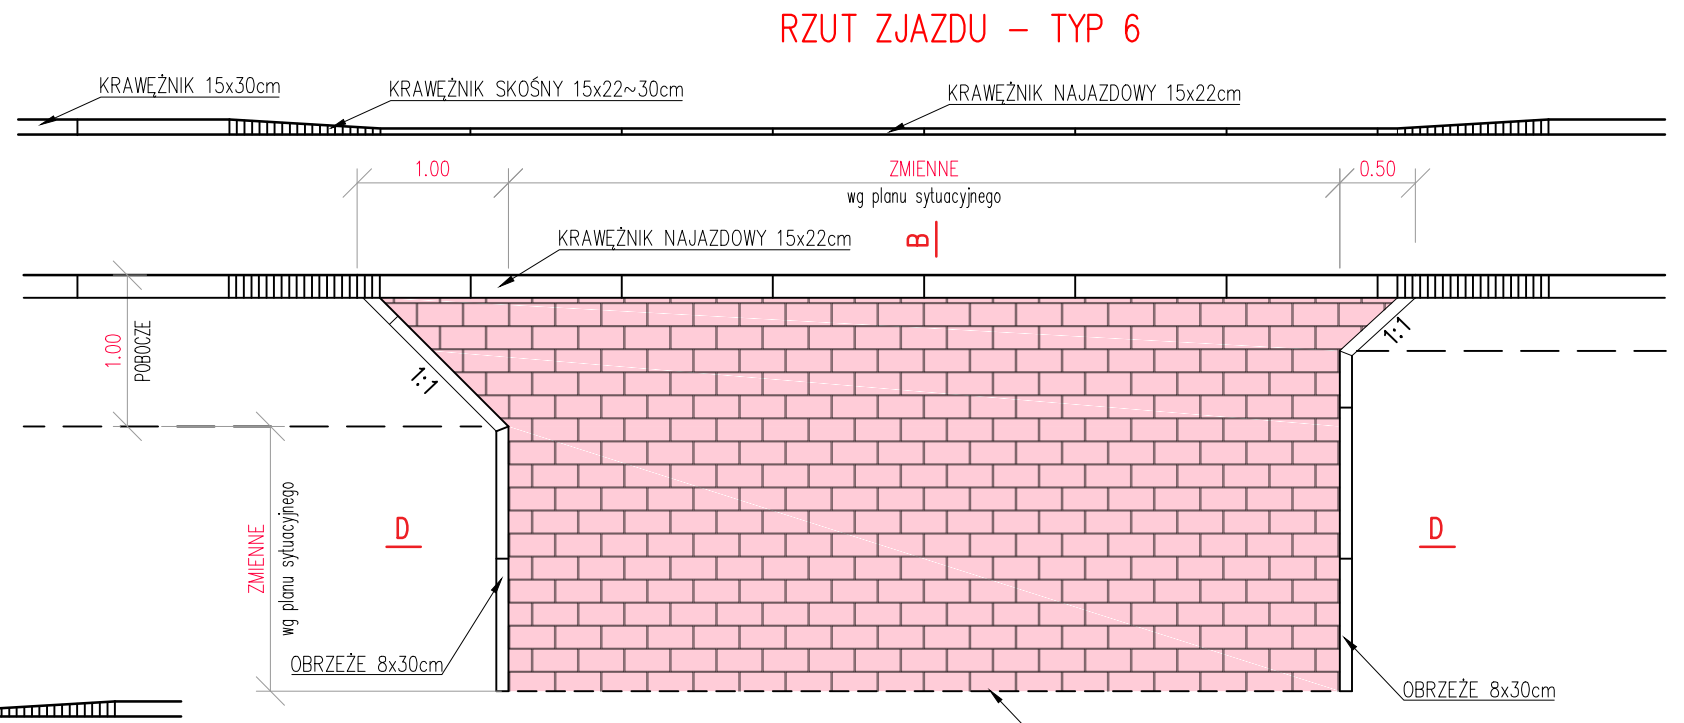 RZUT ZJAZDU – TYP 6
KRAWĘŻNIK 15x30cm
KRAWĘŻNIK SKOŚNY 15x22~30cm
KRAWĘŻNIK NAJAZDOWY 15x22cm
1.00
ZMIENNE
0.50
wg planu sytuacyjnego
B
KRAWĘŻNIK NAJAZDOWY 15x22cm
1.00
POBOCZE
1:1
1:1
ZMIENNE
wg planu sytuacyjnego
D
D
OBRZEŻE 8x30cm
OBRZEŻE 8x30cm